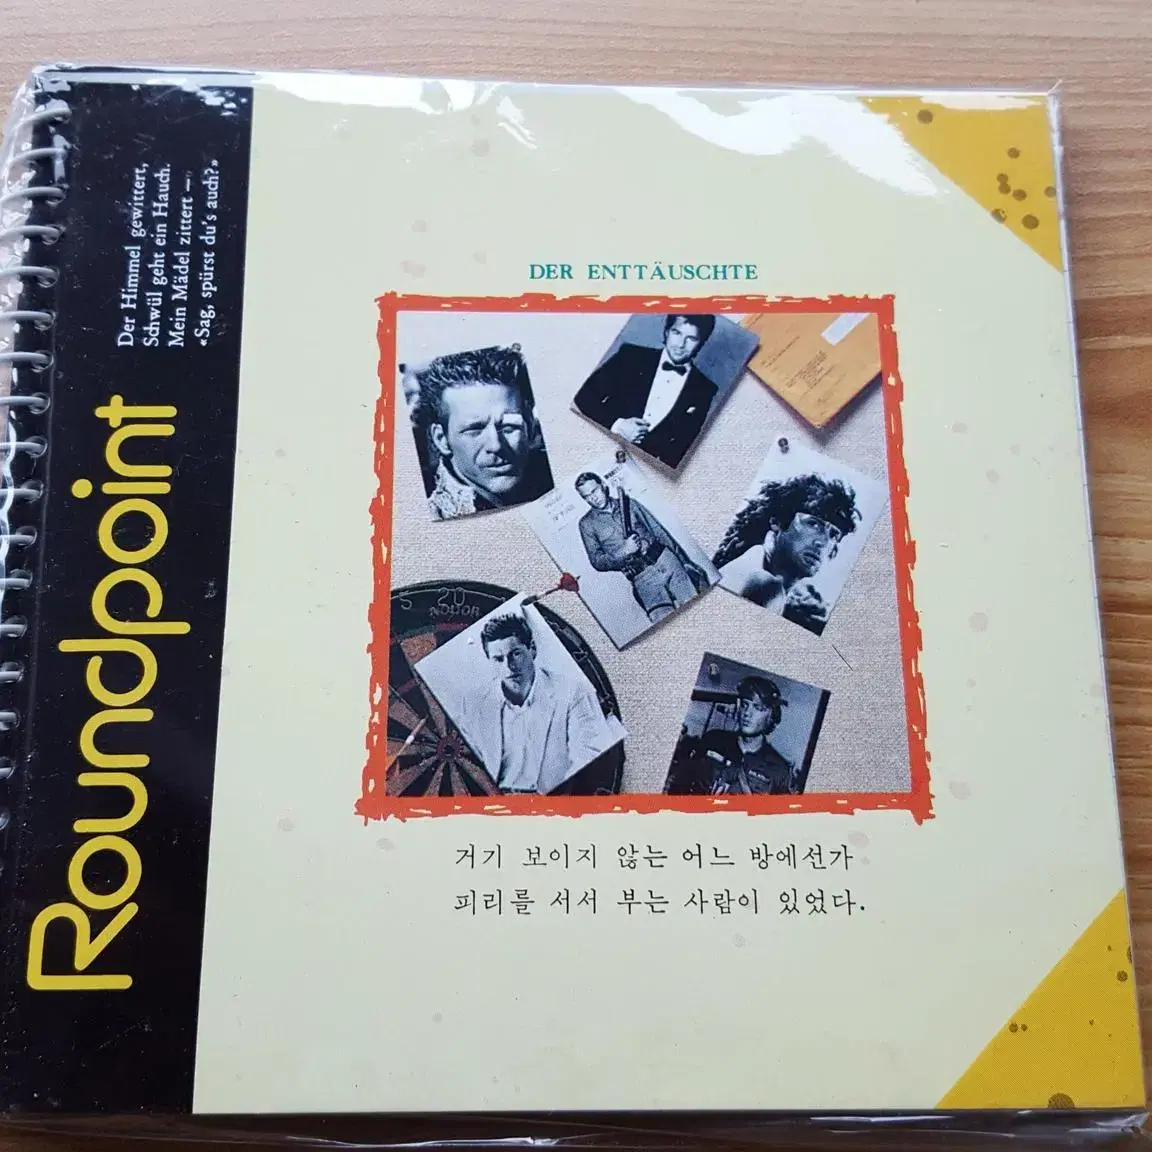 Roundpoint
Der Himmel gewittert,
Schwül geht ein Hauch.
Mein Mädel zittert —
«Sag, spürst du's auch?»
DER ENTTÄUSCHTE
5 20
거기 보이지 않는 어느 방에선가
피리를 서서 부는 사람이 있었다.